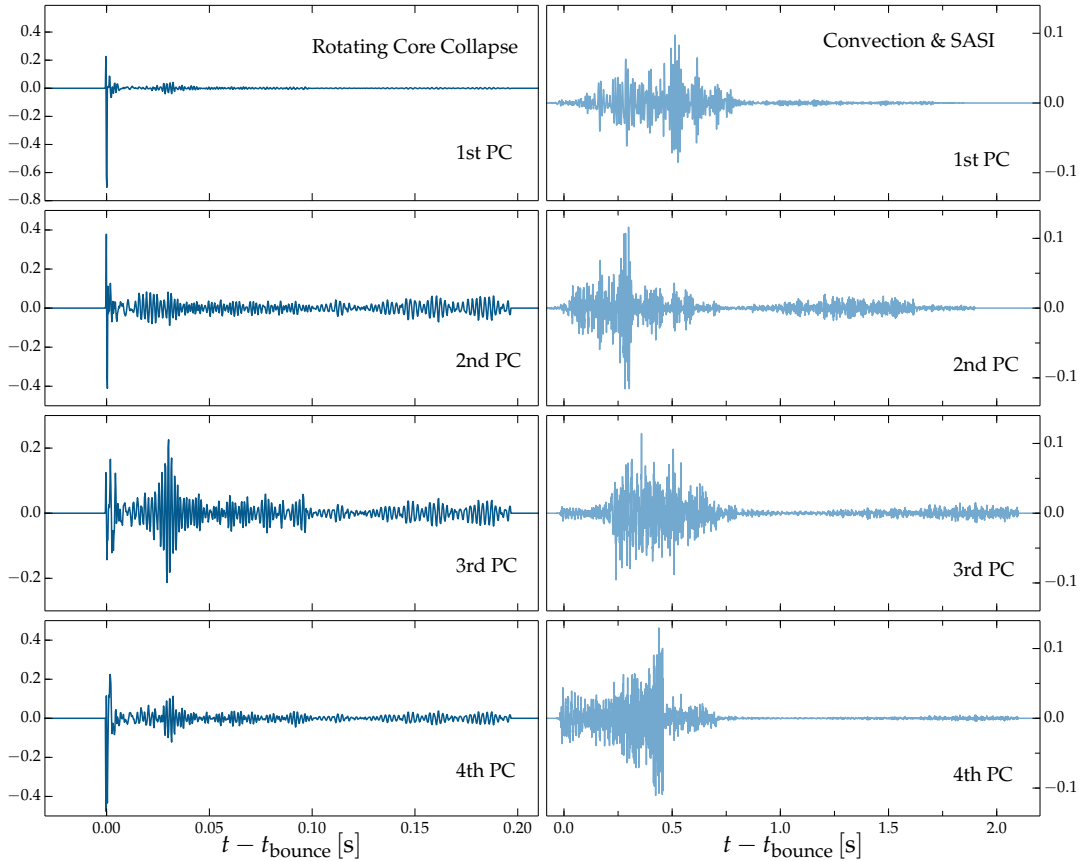 Rotating Core Collapse
0.4
0.2
0.0
−0.2
−0.4
−0.6
−0.8
1st PC
Convection & SASI
0.1
0.0
−0.1
1st PC
0.4
0.2
0.0
−0.2
−0.4
2nd PC
0.1
0.0
−0.1
2nd PC
0.2
0.0
−0.2
3rd PC
0.1
0.0
−0.1
3rd PC
0.4
0.2
0.0
−0.2
−0.4
4th PC
0.1
0.0
−0.1
4th PC
0.00 0.05 0.10 0.15 0.20
t − tbounce [s]
0.0 0.5 1.0 1.5 2.0
t − tbounce [s]